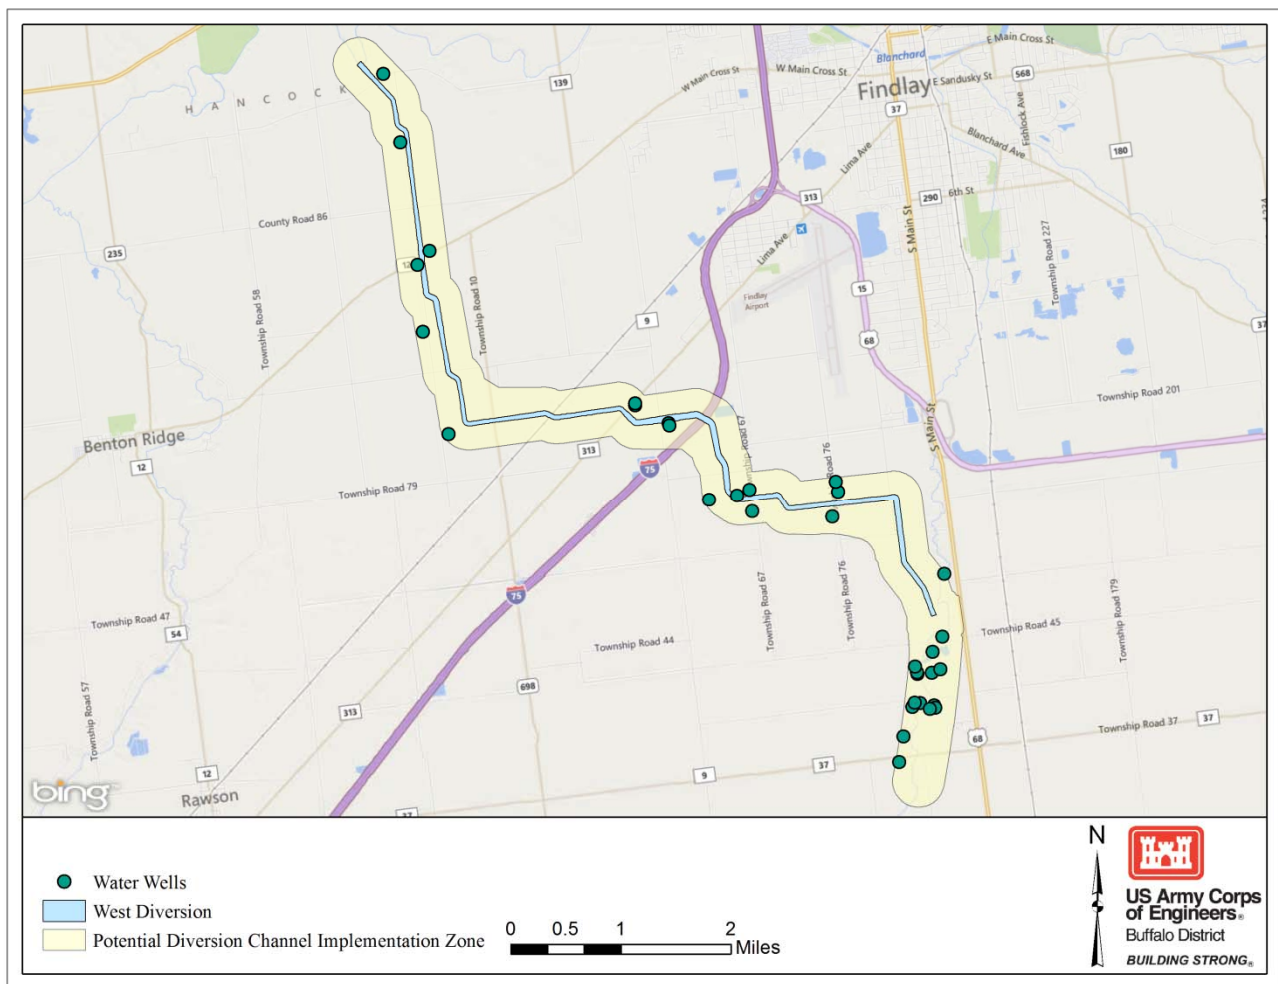 E Main Cross St
Blanchard
W Main Cross St
568
139
W Main Cross St
Findlay
E Sandusky St
H A N C O C K
37
Fishlock Ave
Blanchard Ave
180
Lima Ave
313
290
6th St
County Road 86
S Main St
Township Road 227
235
Lima Ave
12
Township Road 58
Township Road 10
Findlay
Airport
15
9
37
68
Township Road 201
Benton Ridge
S Main St
Township Road 67
12
313
75
Road 76
Township Road 79
75
Township Road 67
Township Road 76
Township Road 179
Township Road 47
54
Township Road 44
Township Road 45
Township Road 57
698
313
37
Township Road 37
68
12
9
37
Rawson
37
bing
Water Wells
West Diversion
Potential Diversion Channel Implementation Zone
0 0.5 1 2
Miles
N
US Army Corps
of Engineers®
Buffalo District
BUILDING STRONG®